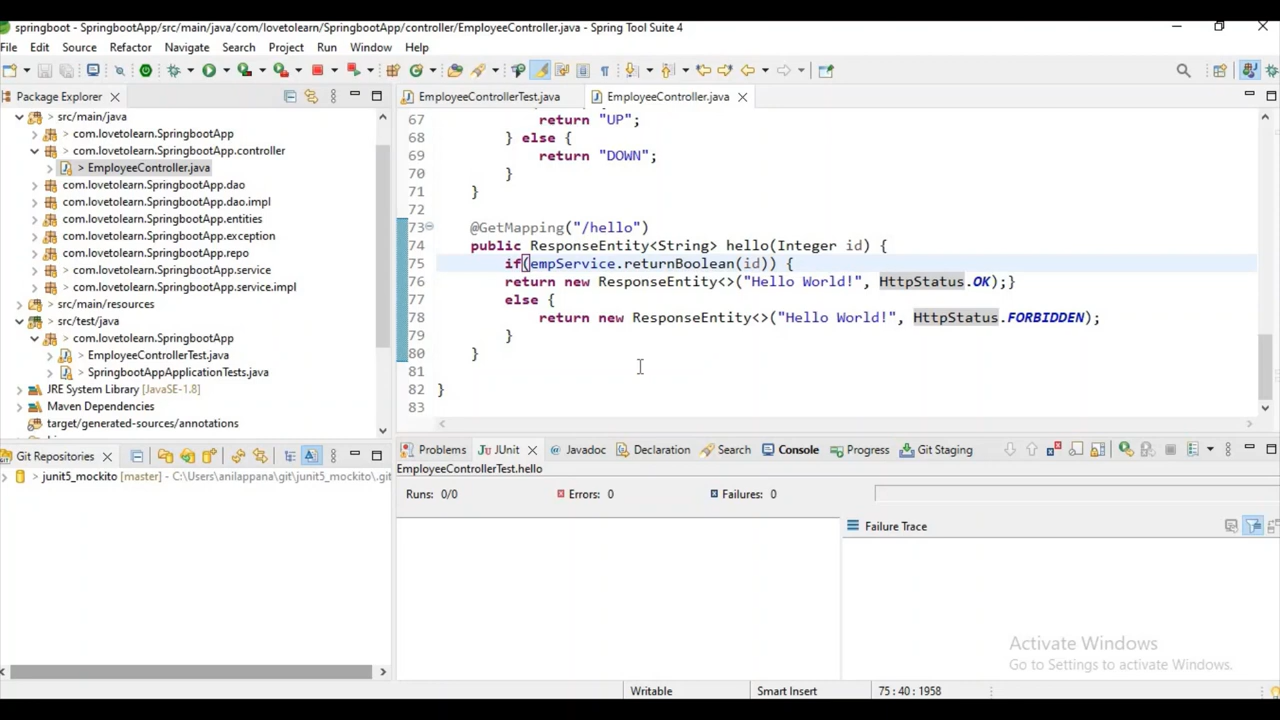 springboot - SpringbootApp/src/main/java/com/lovetolearn/SpringbootApp/controller/EmployeeController.java - Spring Tool Suite 4
File Edit Source Refactor Navigate Search Project Run Window Help
Package Explorer
EmployeeControllerTest.java
EmployeeController.java
src/main/java
> com.lovetolearn.SpringbootApp
> com.lovetolearn.SpringbootApp.controller
> EmployeeController.java
com.lovetolearn.SpringbootApp.dao
com.lovetolearn.SpringbootApp.dao.impl
com.lovetolearn.SpringbootApp.entities
com.lovetolearn.SpringbootApp.exception
com.lovetolearn.SpringbootApp.repo
> com.lovetolearn.SpringbootApp.service
> com.lovetolearn.SpringbootApp.service.impl
> src/main/resources
> src/test/java
> com.lovetolearn.SpringbootApp
> EmployeeControllerTest.java
> SpringbootAppApplicationTests.java
JRE System Library [JavaSE-1.8]
Maven Dependencies
target/generated-sources/annotations
67 return "UP";
68 } else {
69 return "DOWN";
70 }
71 }
72
73 @GetMapping("/hello")
74 public ResponseEntity<String> hello(Integer id) {
75 if(empService.returnBoolean(id)) {
76 return new ResponseEntity<>("Hello World!", HttpStatus.OK);}
77 else {
78 return new ResponseEntity<>("Hello World!", HttpStatus.FORBIDDEN);
79 }
80 }
81
82 }
83
Git Repositories
> junit5_mockito [master] - C:\Users\anilappana\git\junit5_mockito\.git
Problems JUnit Javadoc Declaration Search Console Progress Git Staging
EmployeeControllerTest.hello
Runs: 0/0 Errors: 0 Failures: 0
Failure Trace
Activate Windows
Go to Settings to activate Windows.
Writable Smart Insert 75 : 40 : 1958